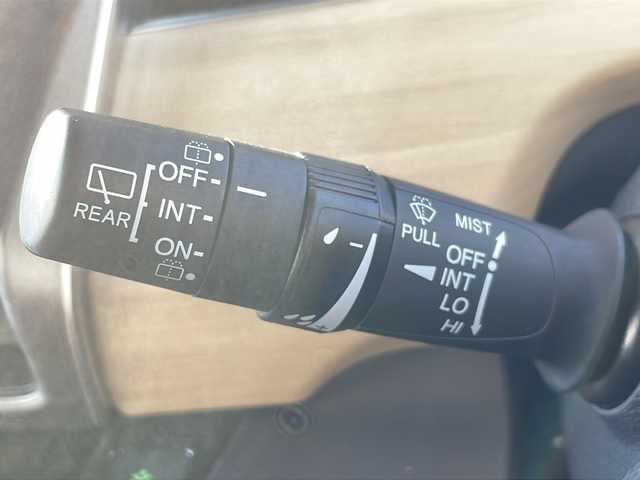 REAR
OFF
INT
ON
PULL
MIST
OFF
INT
LO
HI